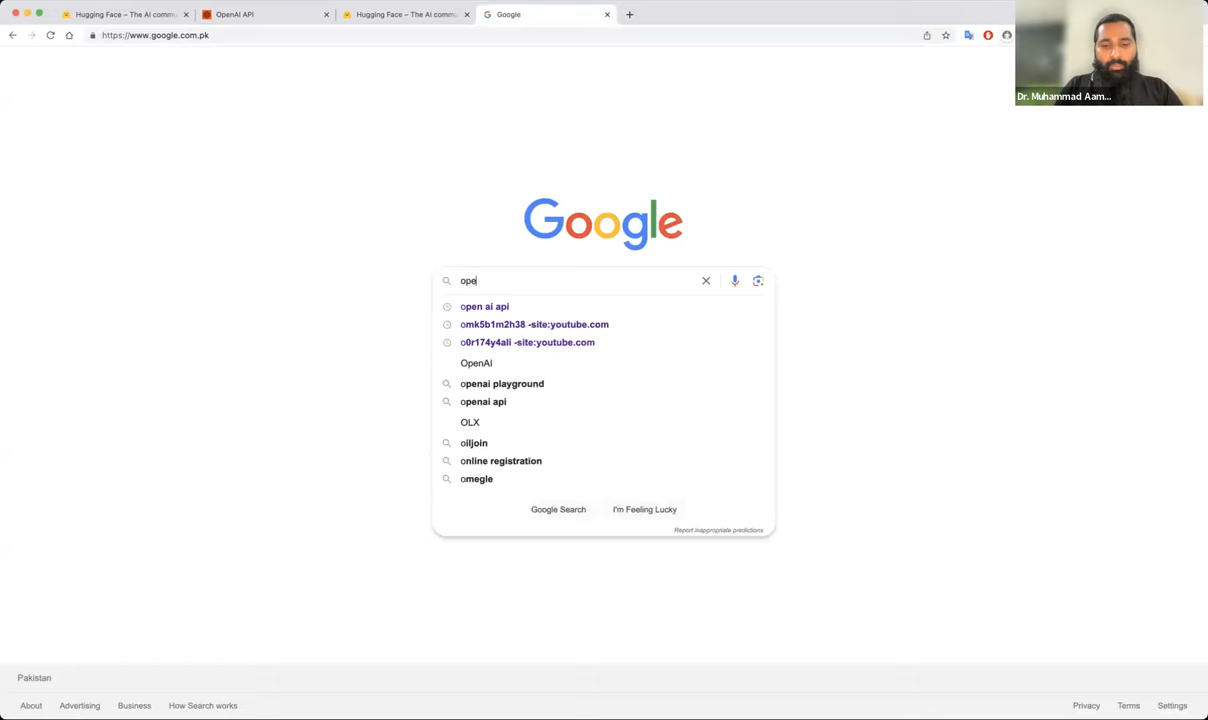 Hugging Face – The AI commu
OpenAI API
Hugging Face – The AI commu
Google
https://www.google.com.pk
Dr. Muhammad Aam...
Google
ope
open ai api
omk5b1m2h38 -site:youtube.com
o0r174y4ali -site:youtube.com
OpenAI
openai playground
openai api
OLX
oiljoin
online registration
omegle
Google Search
I'm Feeling Lucky
Report inappropriate predictions
Pakistan
About
Advertising
Business
How Search works
Privacy
Terms
Settings